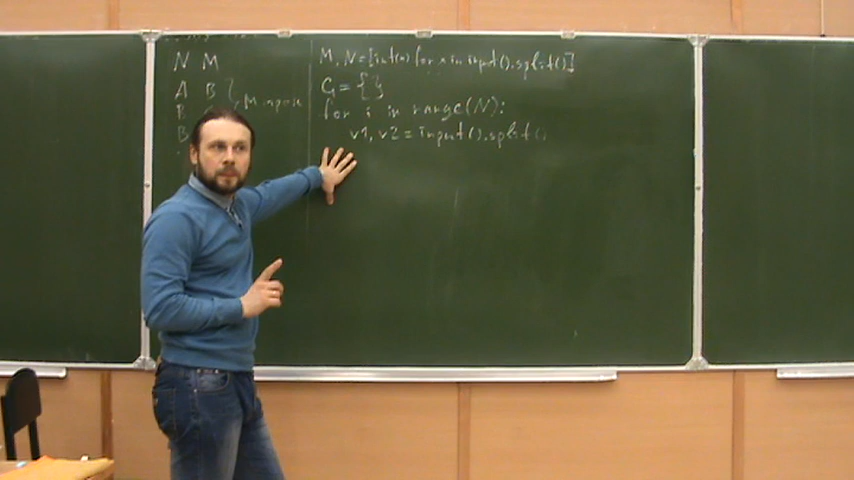 N M
A B
B C
B
M, N = [int(x) for x in input().split()]
G = { }
for i in range(N):
v1, v2 = input().split()